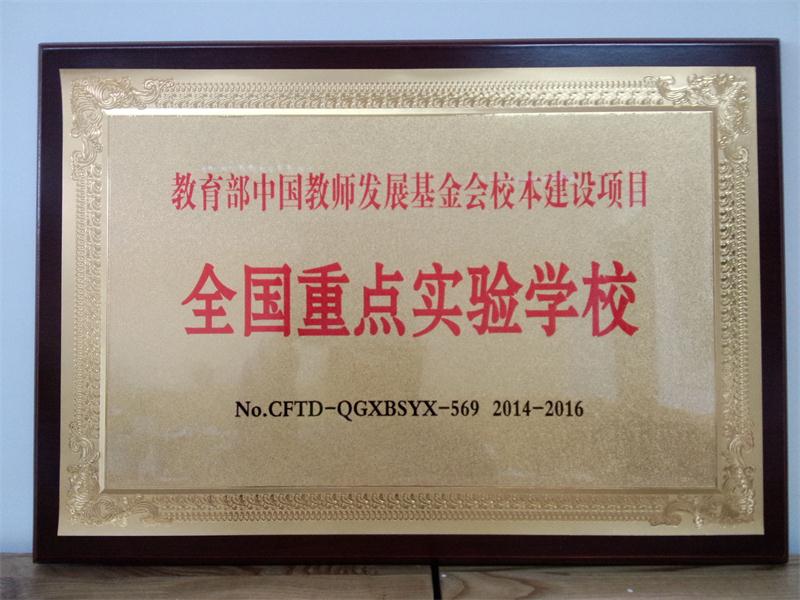 教育部中国教师发展基金会校本建设项目
全国重点实验学校
No.CFTD-QGXBSYX-569 2014-2016